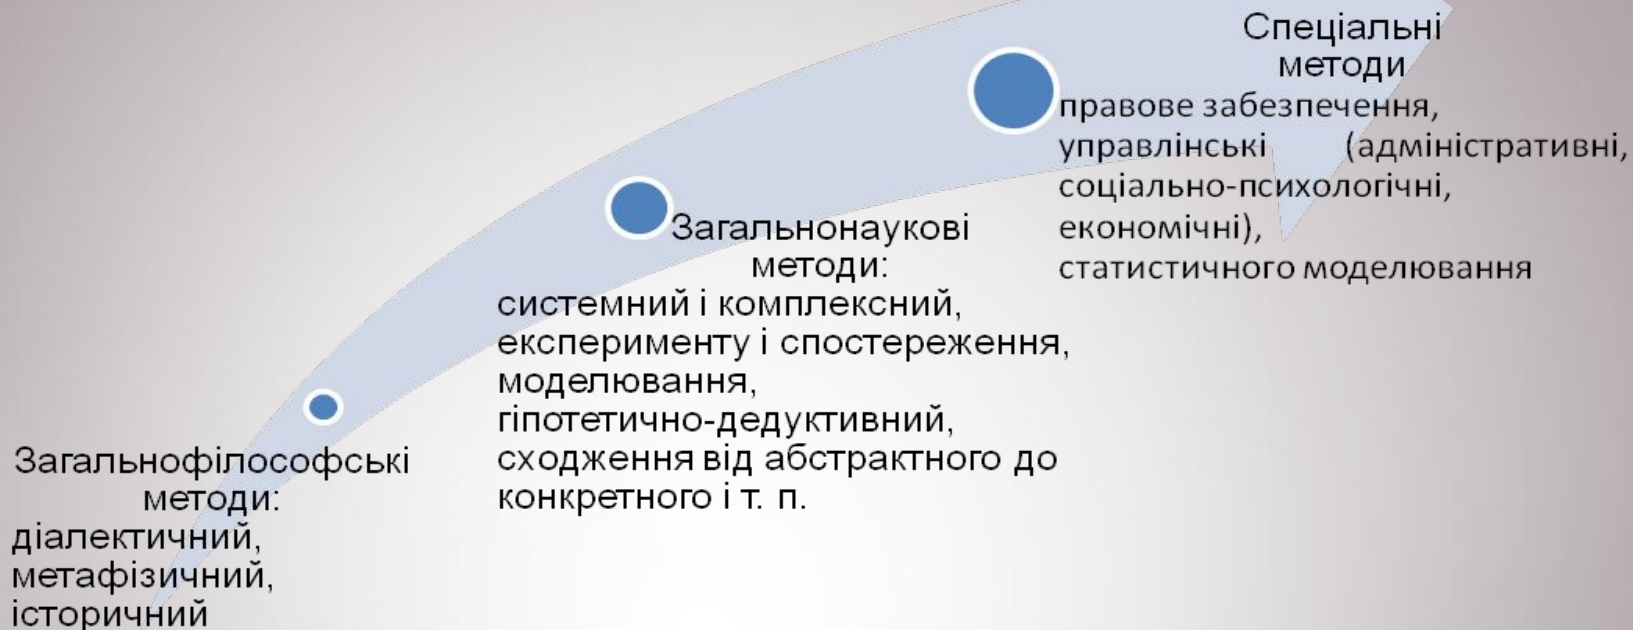 Загальнофілософські
методи:
діалектичний,
метафізичний,
історичний
Загальнонаукові
методи:
системний і комплексний,
експерименту і спостереження,
моделювання,
гіпотетично-дедуктивний,
сходження від абстрактного до
конкретного і т. п.
Спеціальні
методи
правове забезпечення,
управлінські (адміністративні,
соціально-психологічні,
економічні),
статистичного моделювання